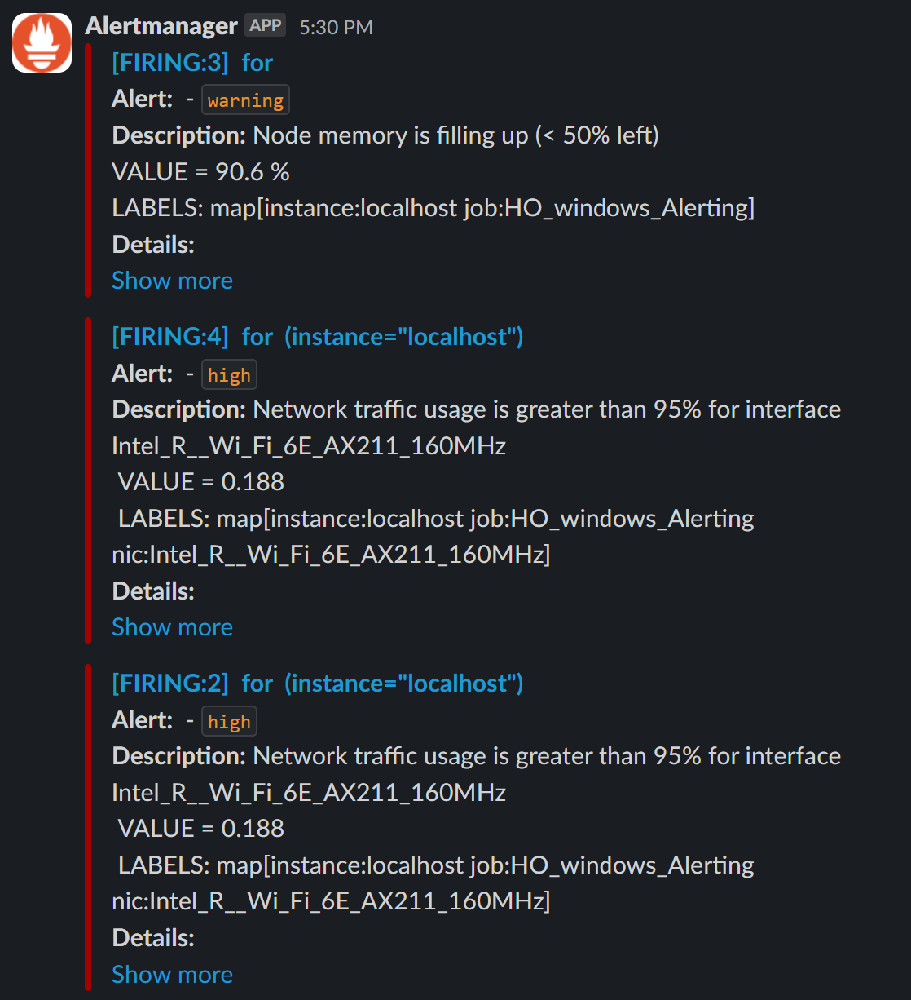 Alertmanager APP 5:30 PM
[FIRING:3] for
Alert: - warning
Description: Node memory is filling up (< 50% left)
VALUE = 90.6 %
LABELS: map[instance:localhost job:HO_windows_Alerting]
Details:
Show more
[FIRING:4] for (instance="localhost")
Alert: - high
Description: Network traffic usage is greater than 95% for interface
Intel_R__Wi_Fi_6E_AX211_160MHz
VALUE = 0.188
LABELS: map[instance:localhost job:HO_windows_Alerting
nic:Intel_R__Wi_Fi_6E_AX211_160MHz]
Details:
Show more
[FIRING:2] for (instance="localhost")
Alert: - high
Description: Network traffic usage is greater than 95% for interface
Intel_R__Wi_Fi_6E_AX211_160MHz
VALUE = 0.188
LABELS: map[instance:localhost job:HO_windows_Alerting
nic:Intel_R__Wi_Fi_6E_AX211_160MHz]
Details:
Show more